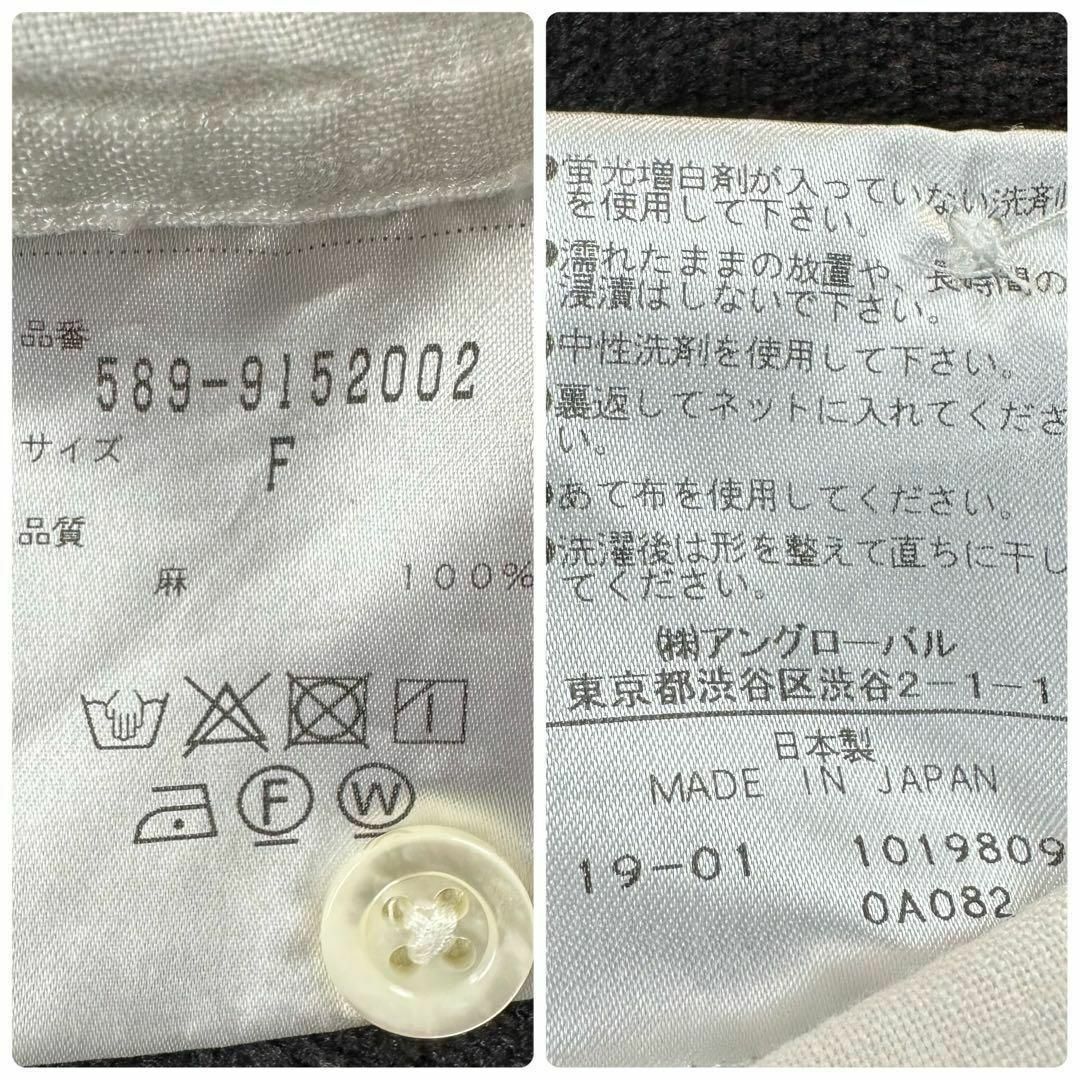 品番
589-9152002
サイズ
F
品質
麻 100%
F W
●蛍光増白剤が入っていない洗剤
を使用して下さい。
●濡れたままの放置や、長時間の
浸漬はしないで下さい。
●中性洗剤を使用して下さい。
●裏返してネットに入れてくださ
い。
●あて布を使用してください。
●洗濯後は形を整えて直ちに干し
てください。
㈱アングローバル
東京都渋谷区渋谷2-1-1
日本製
MADE IN JAPAN
19-01 1019809
0A082